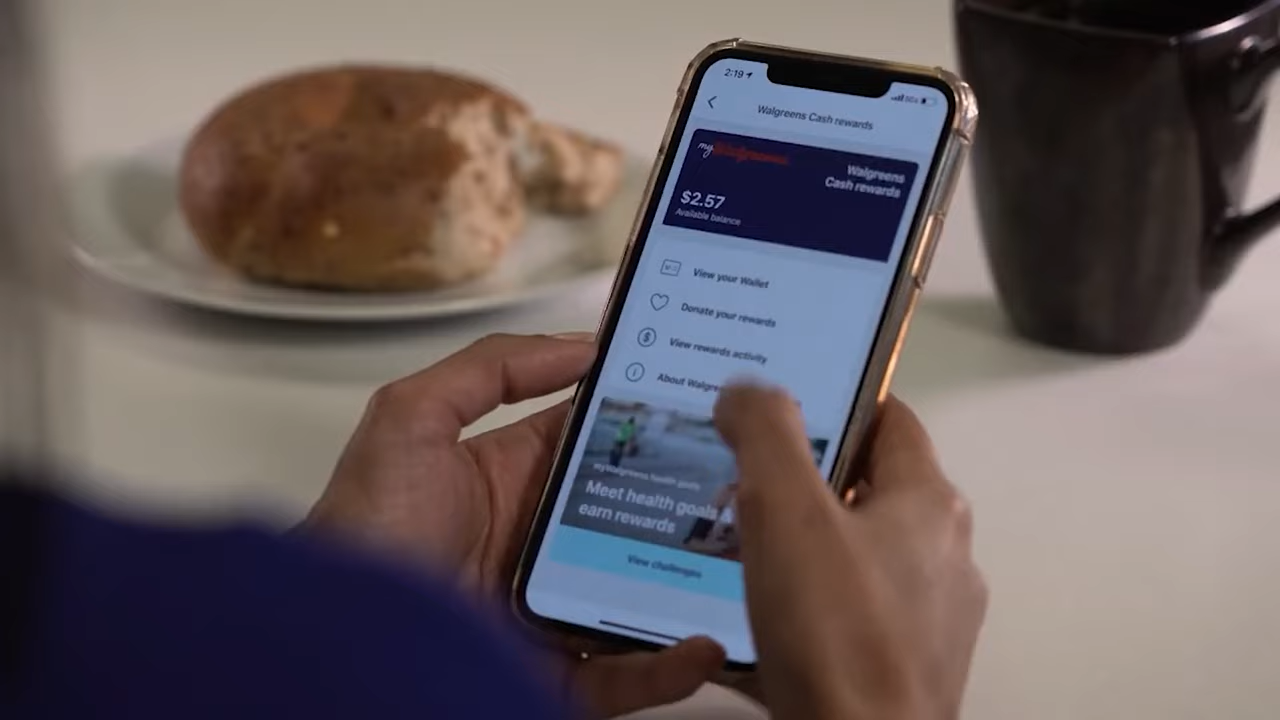 2:19
Walgreens Cash rewards
myWalgreens
Walgreens
Cash rewards
$2.57
Available balance
View your Wallet
Donate your rewards
View rewards activity
About Walgre
myWalgreens health goals
Meet health goals &
earn rewards
View challenges